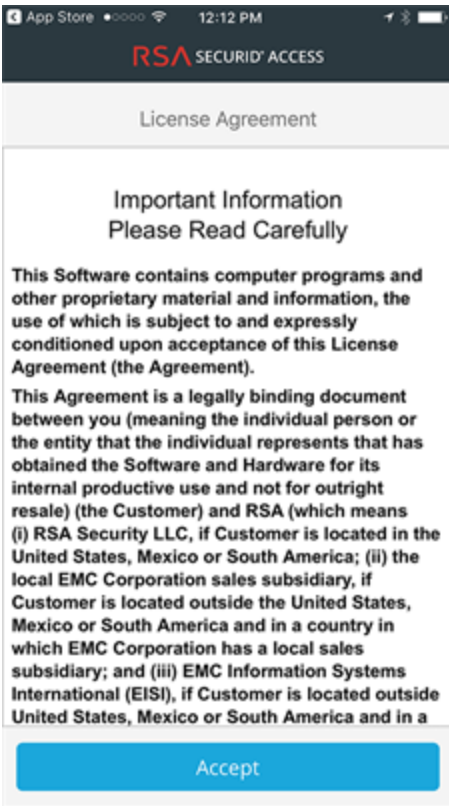 App Store 12:12 PM
RSA SECURID® ACCESS
License Agreement
Important Information
Please Read Carefully
This Software contains computer programs and
other proprietary material and information, the
use of which is subject to and expressly
conditioned upon acceptance of this License
Agreement (the Agreement).
This Agreement is a legally binding document
between you (meaning the individual person or
the entity that the individual represents that has
obtained the Software and Hardware for its
internal productive use and not for outright
resale) (the Customer) and RSA (which means
(i) RSA Security LLC, if Customer is located in the
United States, Mexico or South America; (ii) the
local EMC Corporation sales subsidiary, if
Customer is located outside the United States,
Mexico or South America and in a country in
which EMC Corporation has a local sales
subsidiary; and (iii) EMC Information Systems
International (EISI), if Customer is located outside
United States, Mexico or South America and in a
Accept